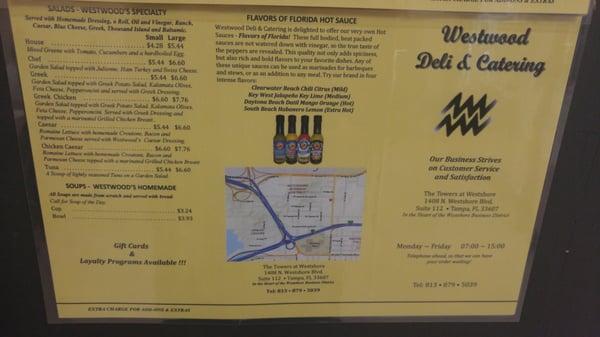 SALADS - WESTWOOD'S SPECIALTY
Served with Homemade Dressing, a Roll, Oil and Vinegar, Ranch,
Caesar, Blue Cheese, Greek, Thousand Island and Balsamic.
Small Large
House $4.28 $5.44
Mixed Greens with Tomato, Cucumbers and a hardboiled Egg.
Chef $5.44 $6.60
Garden Salad topped with Julienne, Ham Turkey and Swiss Cheese.
Greek $5.44 $6.60
Garden Salad topped with Greek Potato Salad, Kalamata Olives,
Feta Cheese, Pepperoncini and served with Greek Dressing.
Greek Chicken $6.60 $7.76
Garden Salad topped with Greek Potato Salad, Kalamata Olives,
Feta Cheese, Pepperoncini. Served with Greek Dressing and
topped with a marinated Grilled Chicken Breast.
Caesar $5.44 $6.60
Romaine Lettuce with homemade Croutons, Bacon and
Parmesan Cheese served with Westwood's Caesar Dressing.
Chicken Caesar $6.60 $7.76
Romaine Lettuce with homemade Croutons, Bacon and
Parmesan Cheese topped with a marinated grilled Chicken Breast
Tuna $5.44 $6.60
A Scoop of lightly seasoned Tuna on a Garden Salad.
SOUPS - WESTWOOD'S HOMEMADE
All Soups are made from scratch and served with bread.
Call for Soup of the Day.
Cup $3.24
Bowl $3.93
Gift Cards
&
Loyalty Programs Available !!!
EXTRA CHARGE FOR ADD-ONS & EXTRAS
FLAVORS OF FLORIDA HOT SAUCE
Westwood Deli & Catering is delighted to offer our very own Hot
Sauces - Flavors of Florida! These full bodied, best packed
sauces are not watered down with vinegar, so the true taste of
the peppers are revealed. This quality not only adds spiciness,
but also rich and bold flavors to your favorite dishes. Any of
these unique sauces can be used as marinades for barbeques
and stews, or as an addition to any meal. Try our brand in four
intense flavors:
Clearwater Beach Chili Citrus (Mild)
Key West Jalapeño Key Lime (Medium)
Daytona Beach Datil Mango Orange (Hot)
South Beach Habanero Lemon (Extra Hot)
The Towers at Westshore
1408 N. Westshore Blvd.
Suite 112 • Tampa, FL 33607
In the Heart of the Westshore Business District
Tel: 813 • 879 • 5039
Westwood
Deli & Catering
Our Business Strives
on Customer Service
and Satisfaction
The Towers at Westshore
1408 N. Westshore Blvd,
Suite 112 • Tampa, FL 33607
In the Heart of the Westshore Business District
Monday ~ Friday 07:00 ~ 15:00
Telephone ahead, so that we can have
your order waiting!
Tel: 813 • 879 • 5039